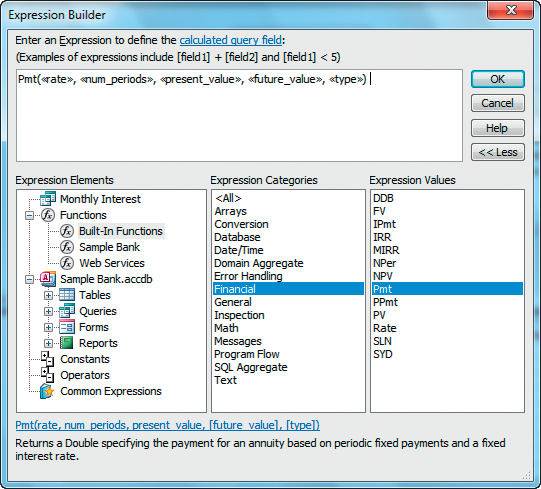 Expression Builder
Enter an Expression to define the calculated query field:
(Examples of expressions include [field1] + [field2] and [field1] < 5)
Pmt(«rate», «num_periods», «present_value», «future_value», «type»)
OK
Cancel
Help
<< Less
Expression Elements
Monthly Interest
Functions
Built-In Functions
Sample Bank
Web Services
Sample Bank.accdb
Tables
Queries
Forms
Reports
Constants
Operators
Common Expressions
Expression Categories
<All>
Arrays
Conversion
Database
Date/Time
Domain Aggregate
Error Handling
Financial
General
Inspection
Math
Messages
Program Flow
SQL Aggregate
Text
Expression Values
DDB
FV
IPmt
IRR
MIRR
NPer
NPV
Pmt
PPmt
PV
Rate
SLN
SYD
Pmt(rate, num_periods, present_value, [future_value], [type])
Returns a Double specifying the payment for an annuity based on periodic fixed payments and a fixed
interest rate.